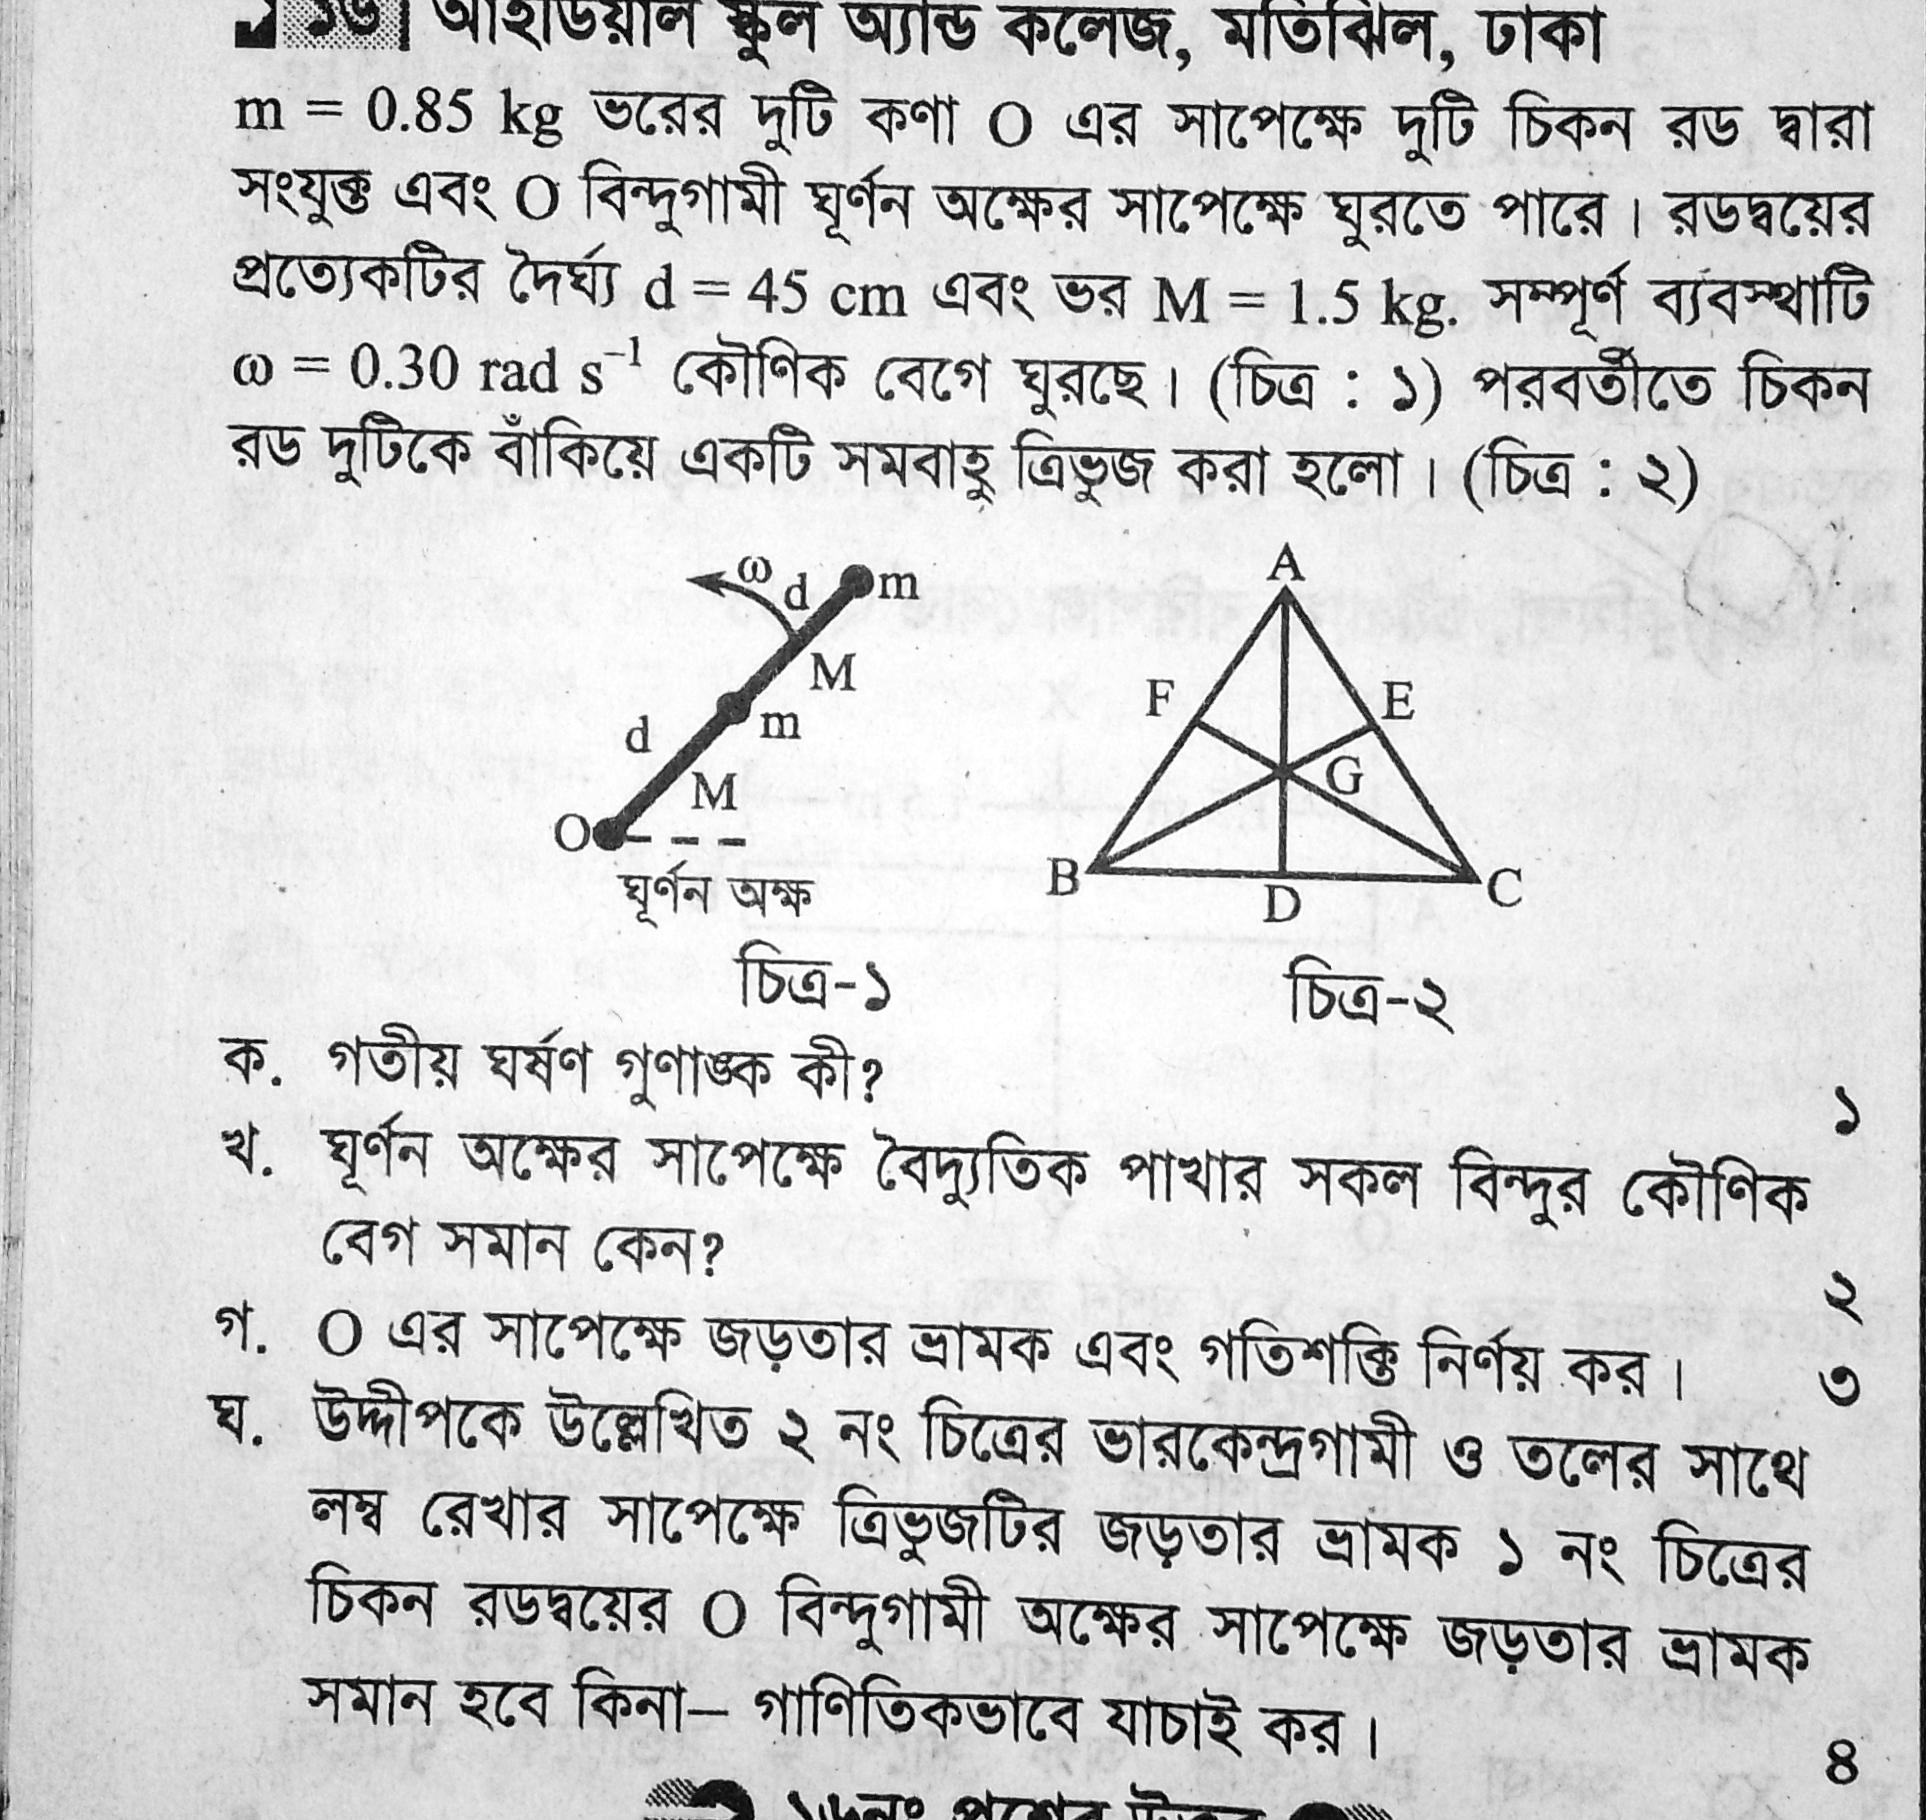 ১৬ আইডিয়াল স্কুল অ্যান্ড কলেজ, মতিঝিল, ঢাকা
m = 0.85 kg ভরের দুটি কণা O এর সাপেক্ষে দুটি চিকন রড দ্বারা
সংযুক্ত এবং O বিন্দুগামী ঘূর্ণন অক্ষের সাপেক্ষে ঘুরতে পারে। রডদ্বয়ের
প্রত্যেকটির দৈর্ঘ্য d = 45 cm এবং ভর M = 1.5 kg. সম্পূর্ণ ব্যবস্থাটি
ω = 0.30 rad s⁻¹ কৌণিক বেগে ঘুরছে। (চিত্র : ১) পরবর্তীতে চিকন
রড দুটিকে বাঁকিয়ে একটি সমবাহু ত্রিভুজ করা হলো। (চিত্র : ২)
ω d m
M
d m
M
O
ঘূর্ণন অক্ষ
চিত্র-১
A
F E
G
B D C
চিত্র-২
ক. গতীয় ঘর্ষণ গুণাঙ্ক কী? ১
খ. ঘূর্ণন অক্ষের সাপেক্ষে বৈদ্যুতিক পাখার সকল বিন্দুর কৌণিক
বেগ সমান কেন? ২
গ. O এর সাপেক্ষে জড়তার ভ্রামক এবং গতিশক্তি নির্ণয় কর। ৩
ঘ. উদ্দীপকে উল্লেখিত ২ নং চিত্রের ভারকেন্দ্রগামী ও তলের সাথে
লম্ব রেখার সাপেক্ষে ত্রিভুজটির জড়তার ভ্রামক ১ নং চিত্রের
চিকন রডদ্বয়ের O বিন্দুগামী অক্ষের সাপেক্ষে জড়তার ভ্রামক
সমান হবে কিনা– গাণিতিকভাবে যাচাই কর। ৪
১৬নং প্রশ্নের উত্তর